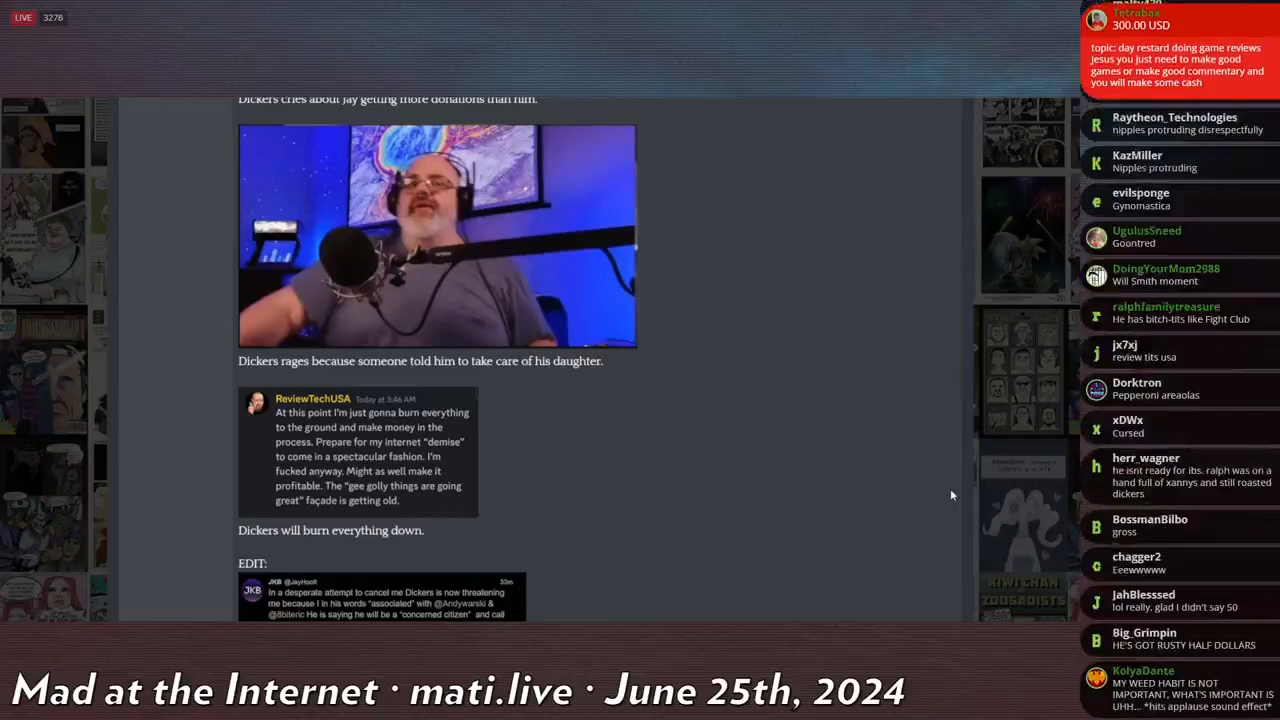 LIVE 3278
Dickers cries about Jay getting more donations than him.
Dickers rages because someone told him to take care of his daughter.
ReviewTechUSA Today at 3:46 AM
At this point I'm just gonna burn everything
to the ground and make money in the
process. Prepare for my internet "demise"
to come in a spectacular fashion. I'm
fucked anyway. Might as well make it
profitable. The "gee golly things are going
great" façade is getting old.
Dickers will burn everything down.
EDIT:
JKB JKB @JayHoofi 33m
In a desperate attempt to cancel me Dickers is now threatening
me because I in his words "associated" with @Andywarski &
@8biteric He is saying he will be a "concerned citizen" and call
KIWI CHAN
ZOOSADISTS
Tetrabax
300.00 USD
topic: day restard doing game reviews
Jesus you just need to make good
games or make good commentary and
you will make some cash
R Raytheon_Technologies
nipples protruding disrespectfully
K KazMiller
Nipples protruding
e evilsponge
Gynomastica
UgulusSneed
Goontred
DoingYourMom2988
Will Smith moment
r ralphfamilytreasure
He has bitch-tits like Fight Club
j jx7xj
review tits usa
Dorktron
Pepperoni areaolas
x xDWx
Cursed
h herr_wagner
he isnt ready for ibs. ralph was on a
hand full of xannys and still roasted
dickers
B BossmanBilbo
gross
c chagger2
Eeewwwww
J JahBlesssed
lol really. glad I didn't say 50
B Big_Grimpin
HE'S GOT RUSTY HALF DOLLARS
KolyaDante
MY WEED HABIT IS NOT
IMPORTANT, WHAT'S IMPORTANT IS
UHH... *hits applause sound effect*
Mad at the Internet · mati.live · June 25th, 2024